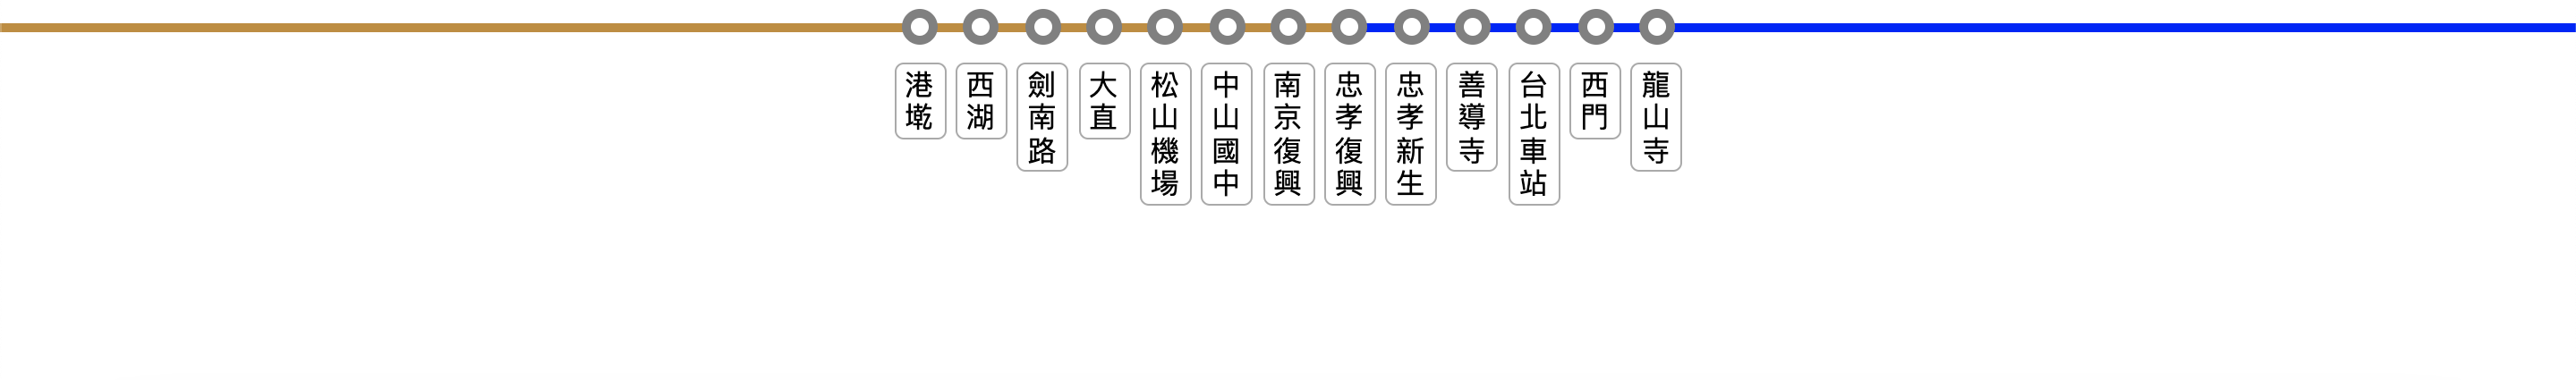 港墘
西湖
劍南路
大直
松山機場
中山國中
南京復興
忠孝復興
忠孝新生
善導寺
台北車站
西門
龍山寺